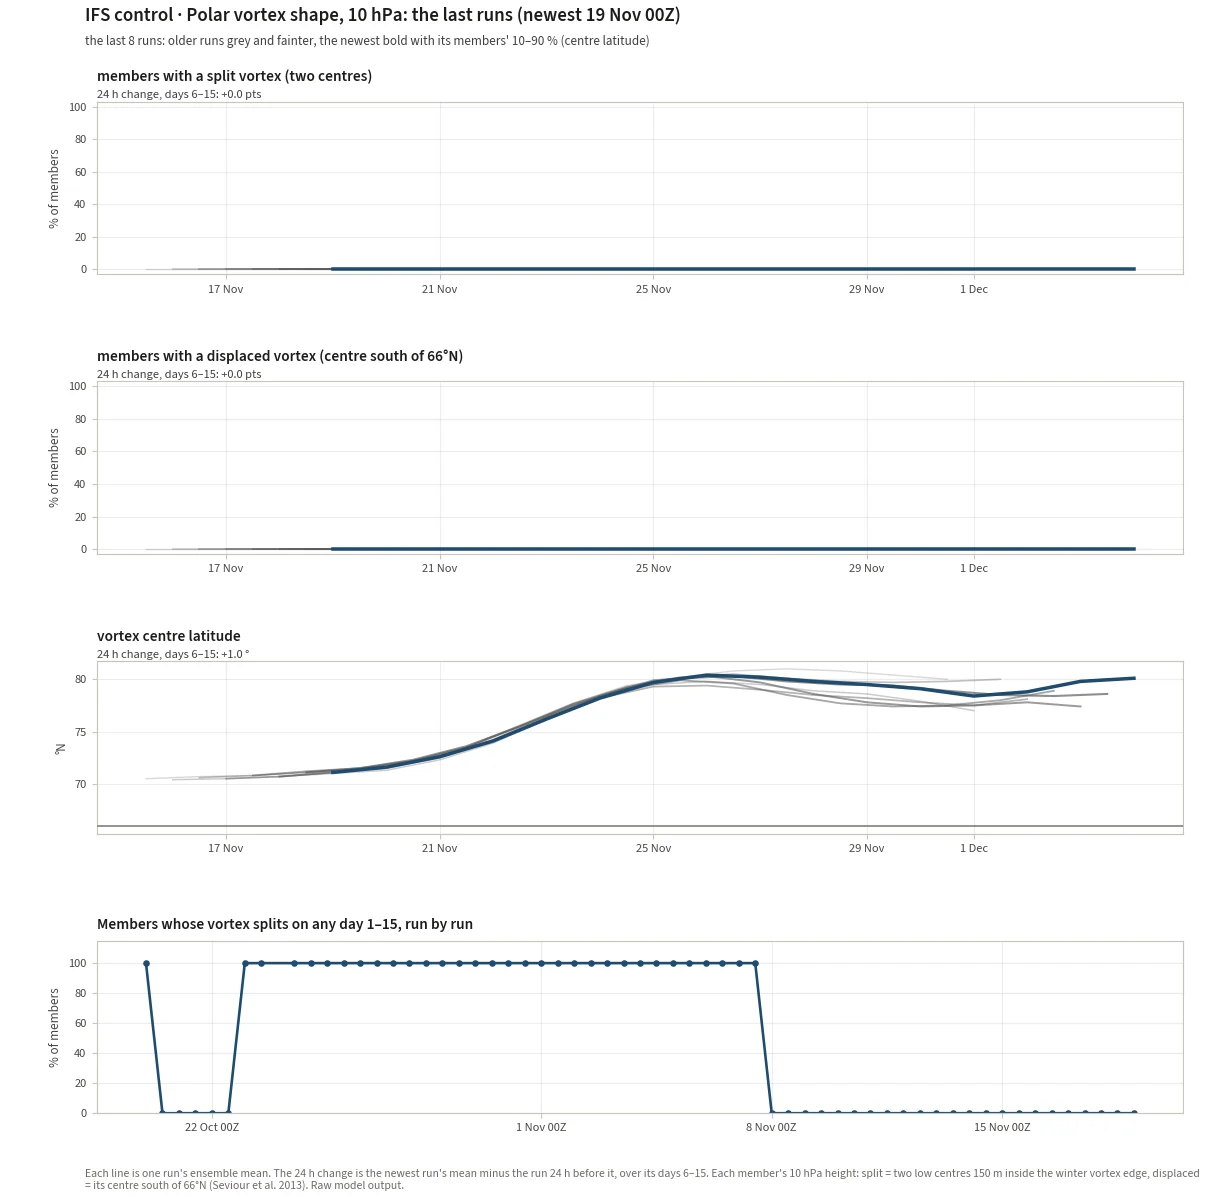 IFS control · Polar vortex shape, 10 hPa: the last runs (newest 19 Nov 00Z)
the last 8 runs: older runs grey and fainter, the newest bold with its members' 10–90 % (centre latitude)
members with a split vortex (two centres)
24 h change, days 6–15: +0.0 pts
100
80
60
40
20
0
% of members
17 Nov
21 Nov
25 Nov
29 Nov
1 Dec
members with a displaced vortex (centre south of 66°N)
24 h change, days 6–15: +0.0 pts
100
80
60
40
20
0
% of members
17 Nov
21 Nov
25 Nov
29 Nov
1 Dec
vortex centre latitude
24 h change, days 6–15: +1.0 °
80
75
70
°N
17 Nov
21 Nov
25 Nov
29 Nov
1 Dec
Members whose vortex splits on any day 1–15, run by run
100
80
60
40
20
0
% of members
22 Oct 00Z
1 Nov 00Z
8 Nov 00Z
15 Nov 00Z
Each line is one run's ensemble mean. The 24 h change is the newest run's mean minus the run 24 h before it, over its days 6–15. Each member's 10 hPa height: split = two low centres 150 m inside the winter vortex edge, displaced
= its centre south of 66°N (Seviour et al. 2013). Raw model output.